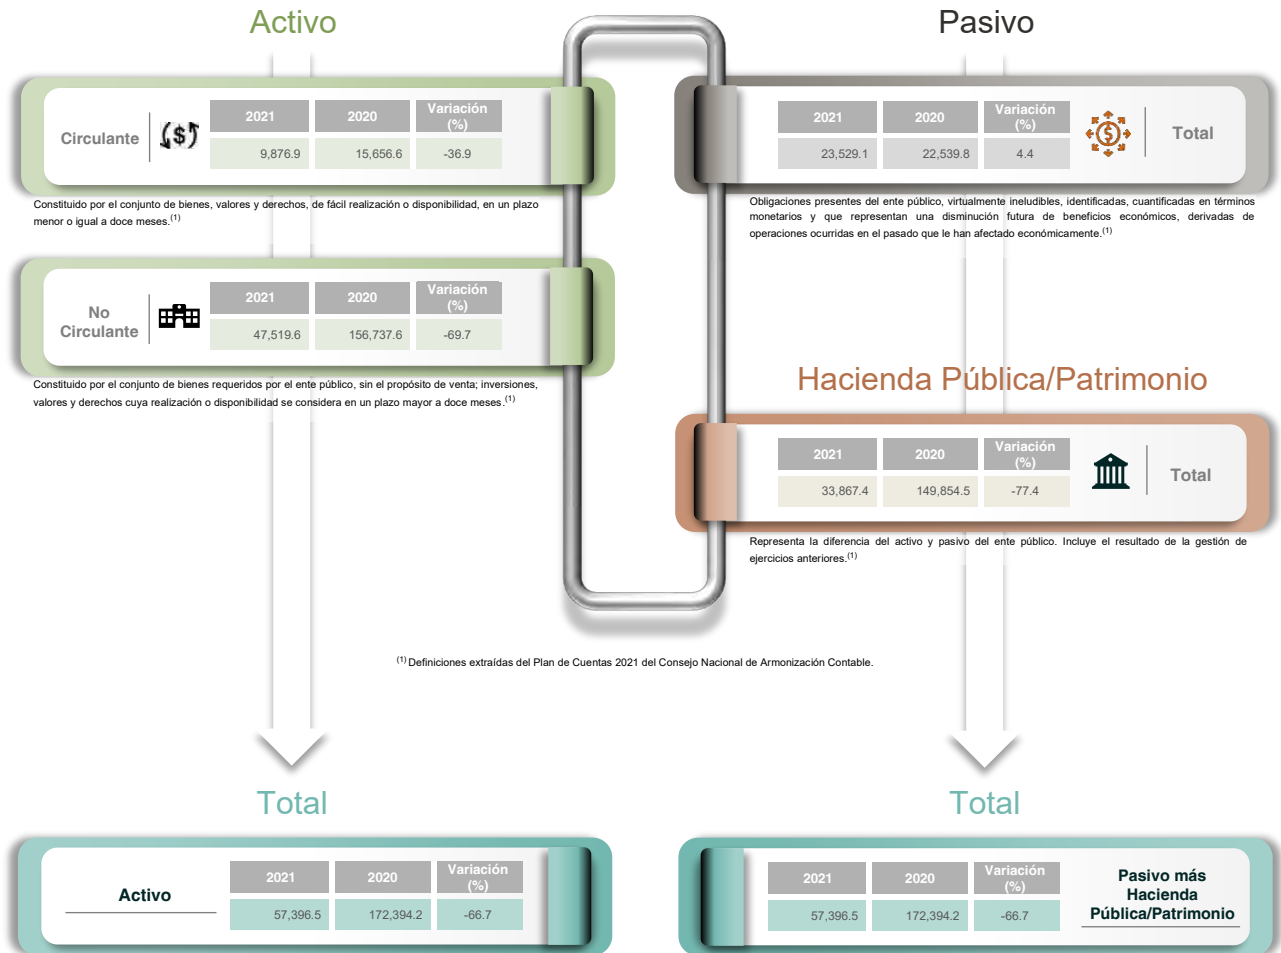 Activo
Circulante
2021 2020 Variación (%)
9,876.9 15,656.6 -36.9
Constituido por el conjunto de bienes, valores y derechos, de fácil realización o disponibilidad, en un plazo
menor o igual a doce meses.(1)
No
Circulante
2021 2020 Variación (%)
47,519.6 156,737.6 -69.7
Constituido por el conjunto de bienes requeridos por el ente público, sin el propósito de venta; inversiones,
valores y derechos cuya realización o disponibilidad se considera en un plazo mayor a doce meses.(1)
Pasivo
2021 2020 Variación (%)
23,529.1 22,539.8 4.4
Total
Obligaciones presentes del ente público, virtualmente ineludibles, identificadas, cuantificadas en términos
monetarios y que representan una disminución futura de beneficios económicos, derivadas de
operaciones ocurridas en el pasado que le han afectado económicamente.(1)
Hacienda Pública/Patrimonio
2021 2020 Variación (%)
33,867.4 149,854.5 -77.4
Total
Representa la diferencia del activo y pasivo del ente público. Incluye el resultado de la gestión de
ejercicios anteriores.(1)
(1) Definiciones extraídas del Plan de Cuentas 2021 del Consejo Nacional de Armonización Contable.
Total
Activo
2021 2020 Variación (%)
57,396.5 172,394.2 -66.7
Total
2021 2020 Variación (%)
57,396.5 172,394.2 -66.7
Pasivo más
Hacienda
Pública/Patrimonio